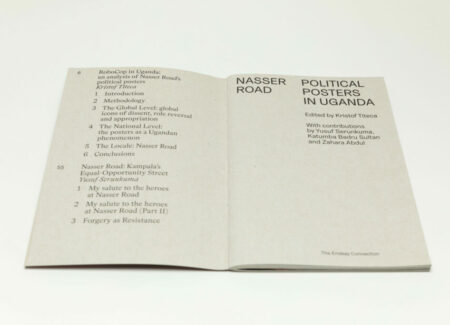 6 RoboCop in Uganda:
an analysis of Nasser Road's
political posters
Kristof Titeca
1 Introduction
2 Methodology
3 The Global Level: global
icons of dissent, role reversal
and appropriation
4 The National Level:
the posters as a Ugandan
phenomenon
5 The Locale: Nasser Road
6 Conclusions
Nasser Road: Kampala's
Equal-Opportunity Street
Yusuf Serunkuma
1 My salute to the heroes
at Nasser Road
2 My salute to the heroes
at Nasser Road (Part II)
3 Forgery as Resistance
NASSER
ROAD
POLITICAL
POSTERS
IN UGANDA
Edited by Kristof Titeca
With contributions
by Yusuf Serunkuma,
Katumba Badru Sultan
and Zahara Abdul
The Eriskay Connection